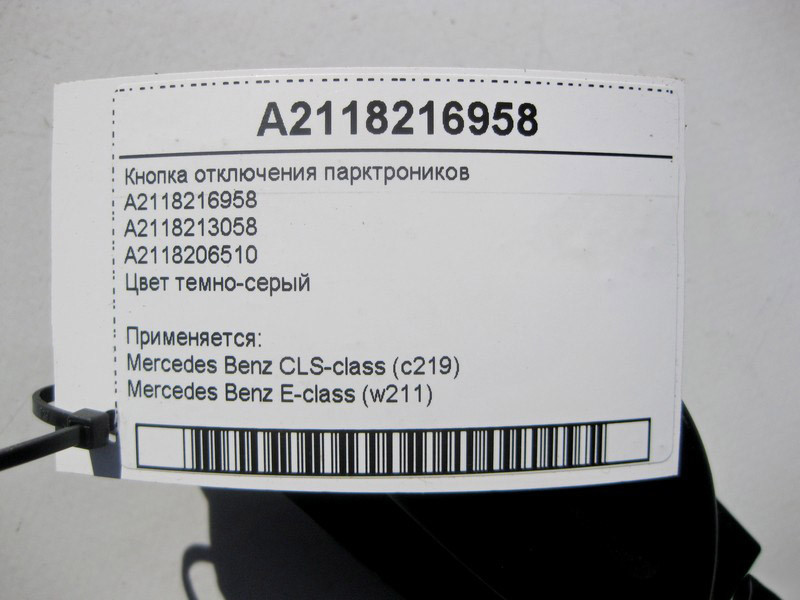 A2118216958
Кнопка отключения парктроников
A2118216958
A2118213058
A2118206510
Цвет темно-серый
Применяется:
Mercedes Benz CLS-class (c219)
Mercedes Benz E-class (w211)